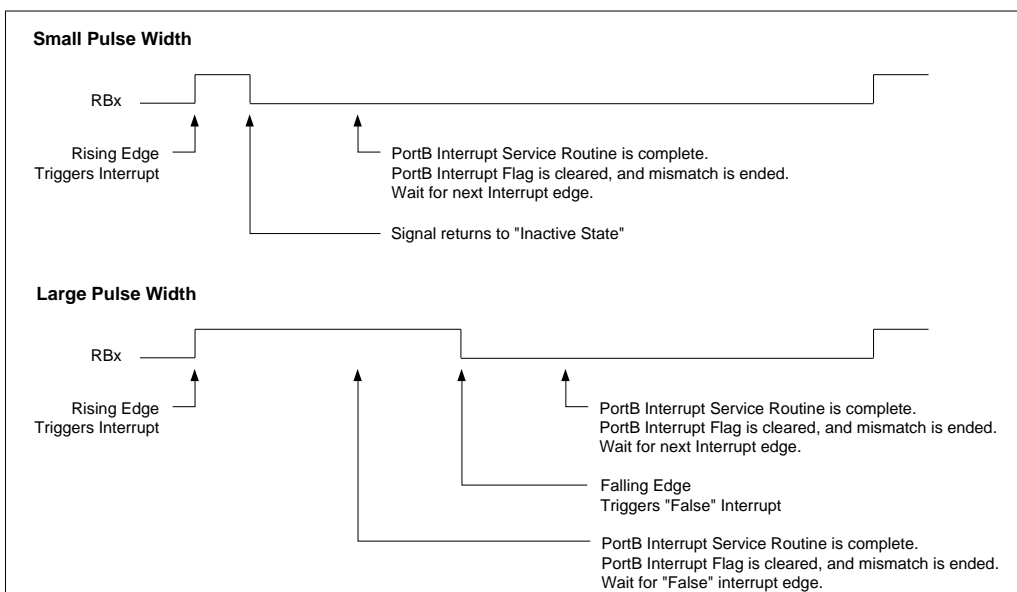 Small Pulse Width
RBx
Rising Edge
Triggers Interrupt
PortB Interrupt Service Routine is complete.
PortB Interrupt Flag is cleared, and mismatch is ended.
Wait for next Interrupt edge.
Signal returns to "Inactive State"
Large Pulse Width
RBx
Rising Edge
Triggers Interrupt
PortB Interrupt Service Routine is complete.
PortB Interrupt Flag is cleared, and mismatch is ended.
Wait for next Interrupt edge.
Falling Edge
Triggers "False" Interrupt
PortB Interrupt Service Routine is complete.
PortB Interrupt Flag is cleared, and mismatch is ended.
Wait for "False" interrupt edge.